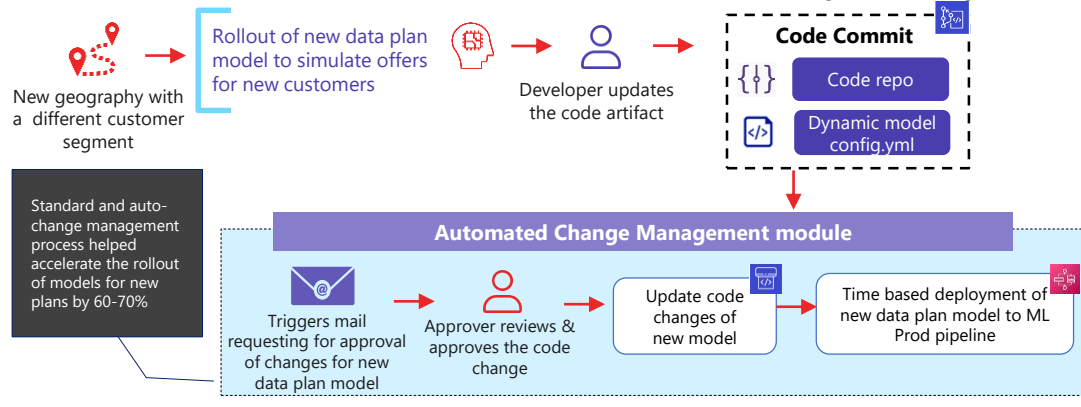 New geography with
a different customer
segment
Rollout of new data plan
model to simulate offers
for new customers
Developer updates
the code artifact
Code Commit
Code repo
Dynamic model
config.yml
Standard and auto-
change management
process helped
accelerate the rollout
of models for new
plans by 60-70%
Automated Change Management module
Triggers mail
requesting for approval
of changes for new
data plan model
Approver reviews &
approves the code
change
Update code
changes of
new model
Time based deployment of
new data plan model to ML
Prod pipeline